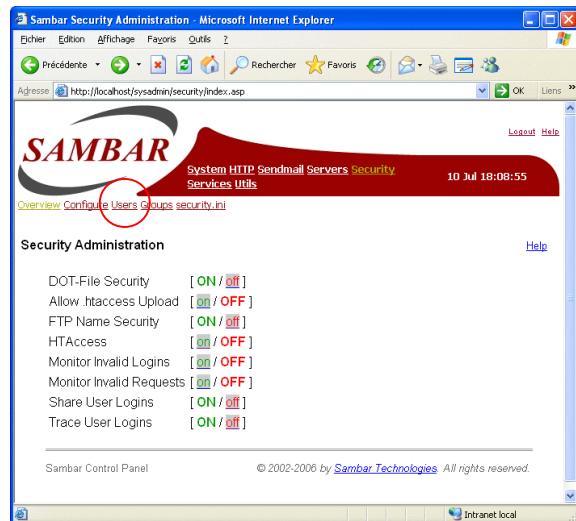 Sambar Security Administration - Microsoft Internet Explorer
Fichier Edition Affichage Favoris Outils ?
Précédente Rechercher Favoris
Adresse http://localhost/sysadmin/security/index.asp OK Liens »
Logout Help
SAMBAR
System HTTP Sendmail Servers Security
Services Utils
10 Jul 18:08:55
Overview Configure Users Groups security.ini
Security Administration Help
DOT-File Security [ ON / off ]
Allow .htaccess Upload [ on / OFF ]
FTP Name Security [ ON / off ]
HTAccess [ on / OFF ]
Monitor Invalid Logins [ on / OFF ]
Monitor Invalid Requests [ on / OFF ]
Share User Logins [ ON / off ]
Trace User Logins [ ON / off ]
Sambar Control Panel © 2002-2006 by Sambar Technologies. All rights reserved.
Intranet local